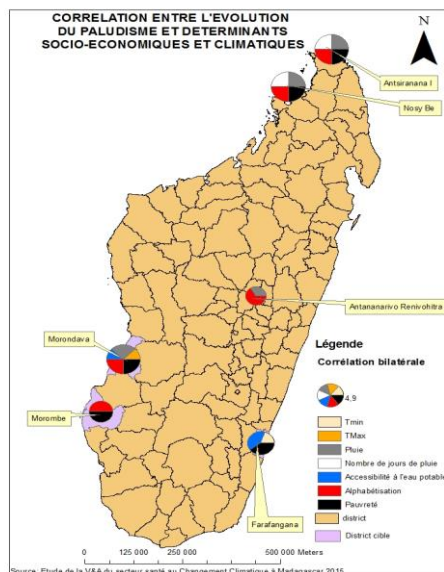 CORRELATION ENTRE L'EVOLUTION
DU PALUDISME ET DETERMINANTS
SOCIO-ECONOMIQUES ET CLIMATIQUES
N
Antsiranana I
Nosy Be
Antananarivo Renivohitra
Morondava
Morombe
Farafangana
Légende
Corrélation bilatérale
4,9
Tmin
TMax
Pluie
Nombre de jours de pluie
Accessibilité à l'eau potable
Alphabétisation
Pauvreté
district
District cible
0 125 000 250 000 500 000 Meters
Source: Etude de la V&A du secteur santé au Changement Climatique à Madagascar 2015